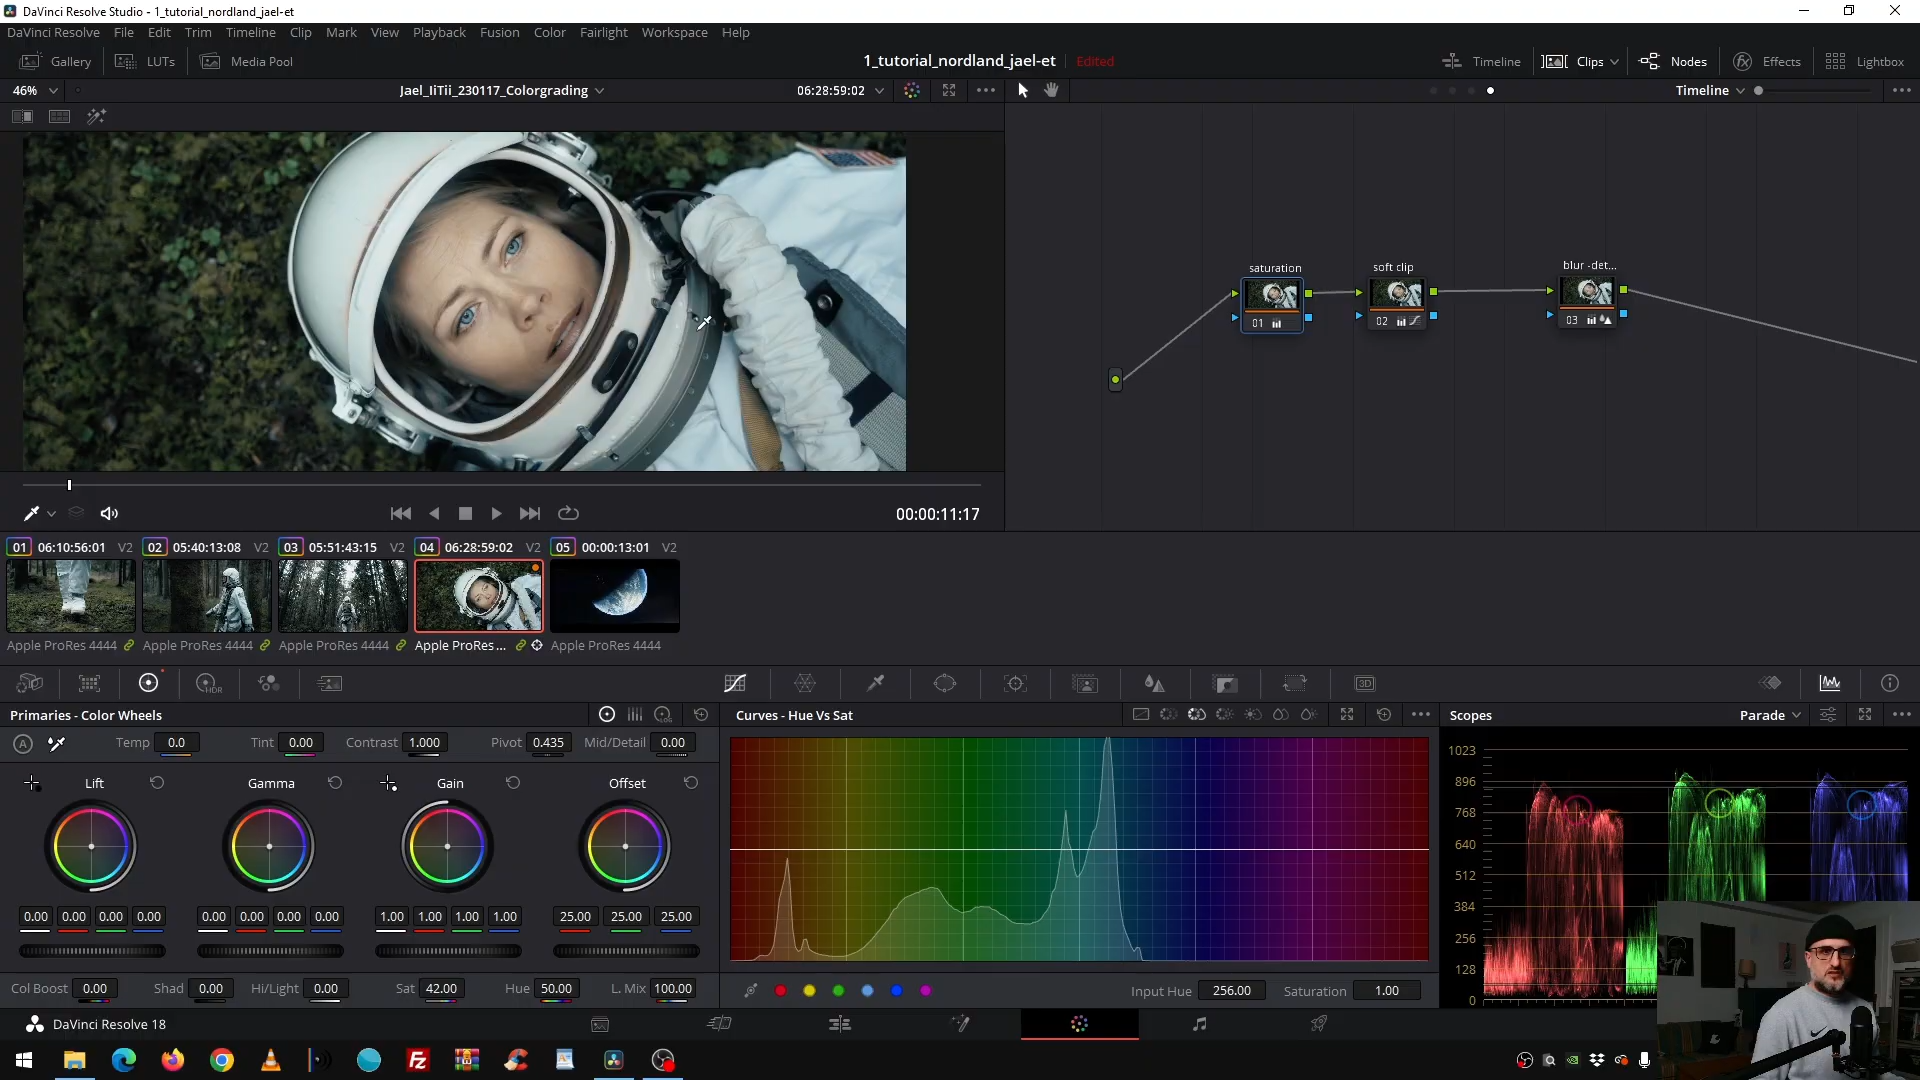 DaVinci Resolve Studio - 1_tutorial_nordland_jael-et
DaVinci Resolve File Edit Trim Timeline Clip Mark View Playback Fusion Color Fairlight Workspace Help
Gallery LUTs Media Pool 1_tutorial_nordland_jael-et Edited Timeline Clips Nodes Effects Lightbox
46% Jael_IiTii_230117_Colorgrading 06:28:59:02 Timeline
saturation soft clip blur -det...
01 02 03
00:00:11:17
01 06:10:56:01 V2 02 05:40:13:08 V2 03 05:51:43:15 V2 04 06:28:59:02 V2 05 00:00:13:01 V2
Apple ProRes 4444 Apple ProRes 4444 Apple ProRes 4444 Apple ProRes ... Apple ProRes 4444
HDR 3D
Primaries - Color Wheels LOG Curves - Hue Vs Sat Scopes Parade
A Temp 0.0 Tint 0.00 Contrast 1.000 Pivot 0.435 Mid/Detail 0.00
Lift Gamma Gain Offset
0.00 0.00 0.00 0.00 0.00 0.00 0.00 0.00 1.00 1.00 1.00 1.00 25.00 25.00 25.00
Col Boost 0.00 Shad 0.00 Hi/Light 0.00 Sat 42.00 Hue 50.00 L. Mix 100.00
Input Hue 256.00 Saturation 1.00
1023
896
768
640
512
384
256
128
0
DaVinci Resolve 18
Fz